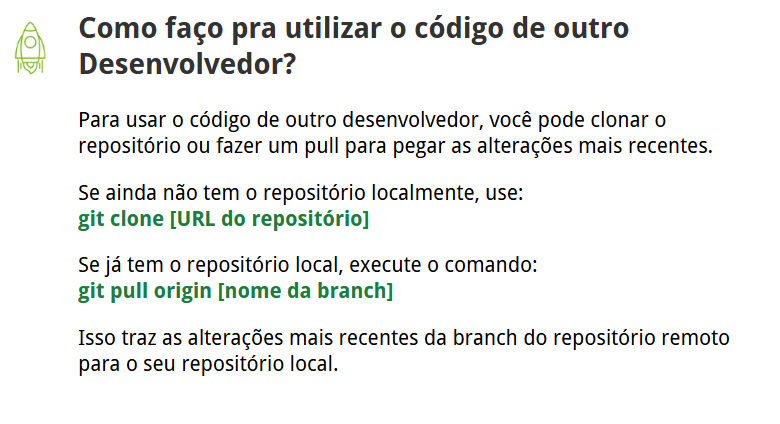 Como faço pra utilizar o código de outro
Desenvolvedor?
Para usar o código de outro desenvolvedor, você pode clonar o
repositório ou fazer um pull para pegar as alterações mais recentes.
Se ainda não tem o repositório localmente, use:
git clone [URL do repositório]
Se já tem o repositório local, execute o comando:
git pull origin [nome da branch]
Isso traz as alterações mais recentes da branch do repositório remoto
para o seu repositório local.